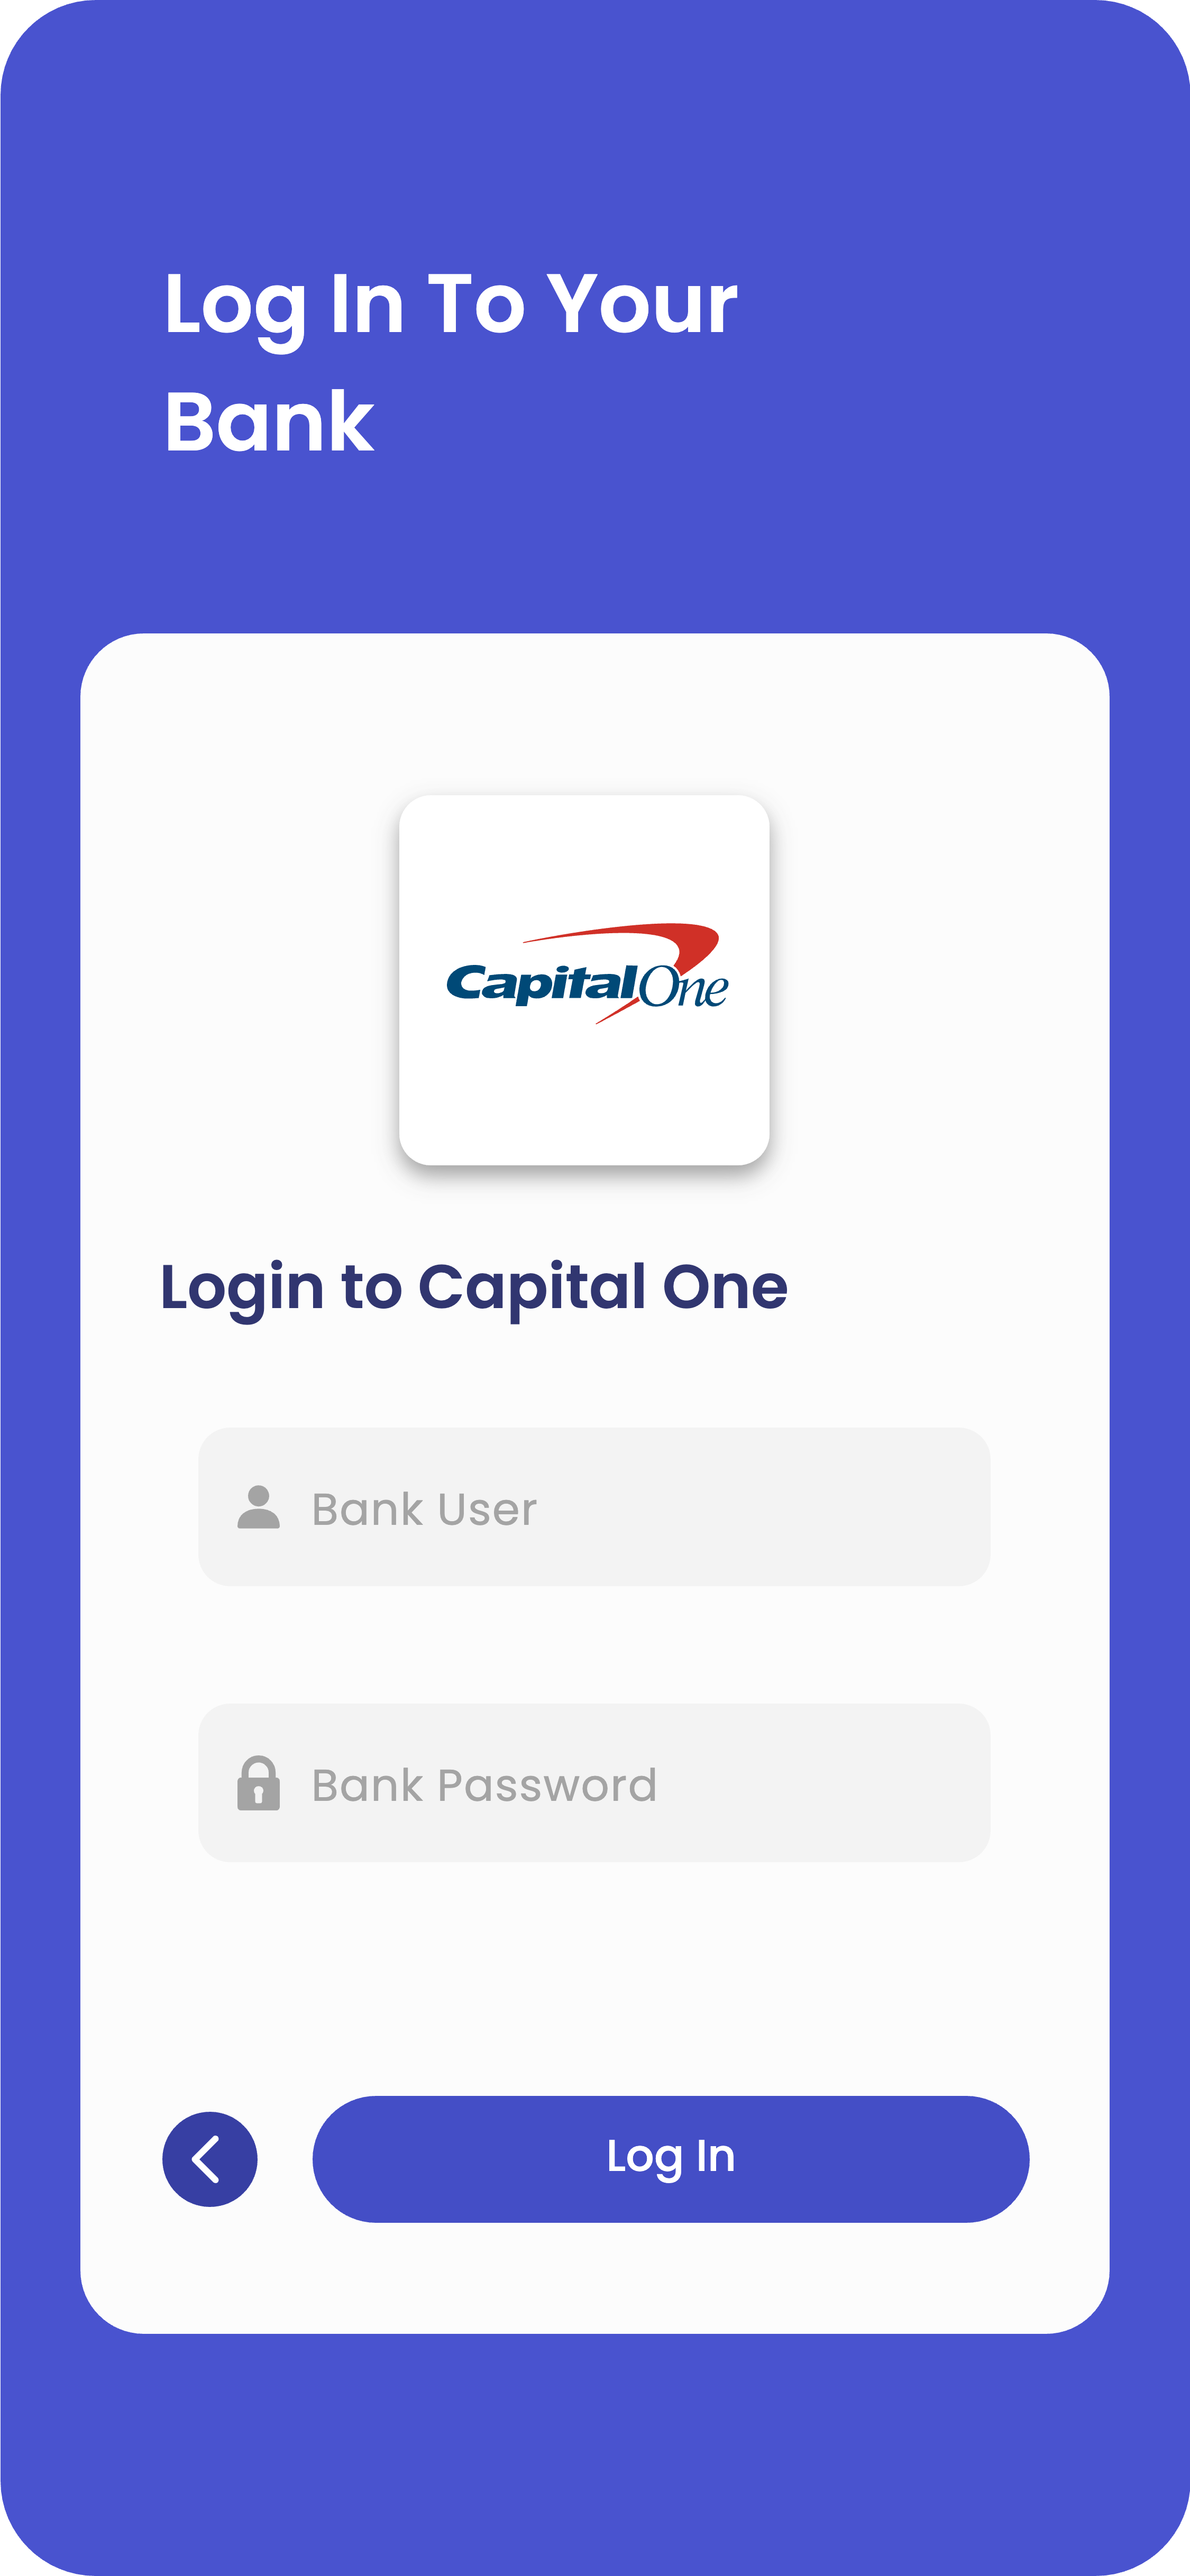 Log In To Your
Bank
CapitalOne
Login to Capital One
Bank User
Bank Password
Log In